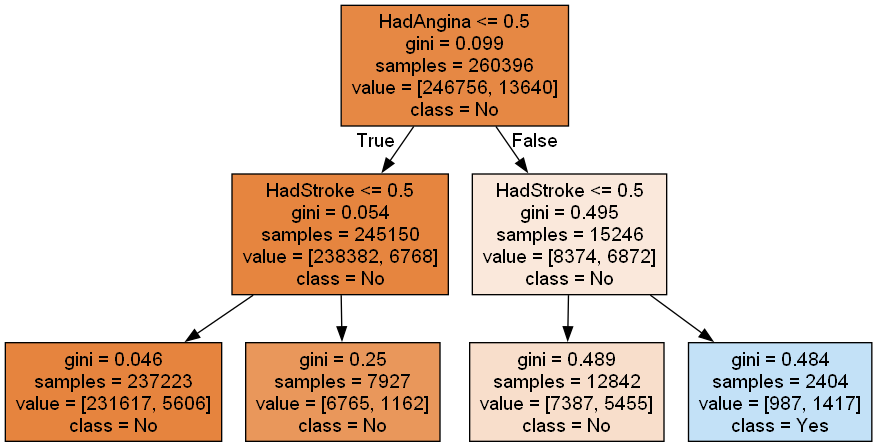 HadAngina <= 0.5
gini = 0.099
samples = 260396
value = [246756, 13640]
class = No
True
False
HadStroke <= 0.5
gini = 0.054
samples = 245150
value = [238382, 6768]
class = No
HadStroke <= 0.5
gini = 0.495
samples = 15246
value = [8374, 6872]
class = No
gini = 0.046
samples = 237223
value = [231617, 5606]
class = No
gini = 0.25
samples = 7927
value = [6765, 1162]
class = No
gini = 0.489
samples = 12842
value = [7387, 5455]
class = No
gini = 0.484
samples = 2404
value = [987, 1417]
class = Yes